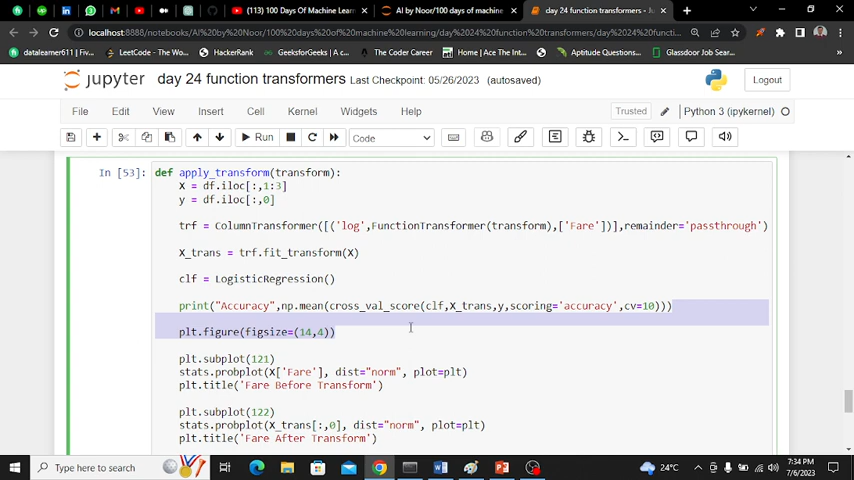 (113) 100 Days Of Machine Lear
AI by Noor/100 days of machine
day 24 function transformers - Ju
localhost:8888/notebooks/AI%20by%20Noor/100%20days%20of%20machine%20learning/day%2024%20function%20transformers/day%2024%20functi...
datalearner611 | Fiv...
LeetCode - The Wo...
HackerRank
GeeksforGeeks
The Coder Career
Home | Ace The Int...
Aptitude Questions...
Glassdoor Job Sear...
jupyter day 24 function transformers Last Checkpoint: 05/26/2023 (autosaved)
Logout
File Edit View Insert Cell Kernel Widgets Help
Trusted
Python 3 (ipykernel)
Run
Code
In [53]: def apply_transform(transform):
X = df.iloc[:,1:3]
y = df.iloc[:,0]
trf = ColumnTransformer([('log',FunctionTransformer(transform),['Fare'])],remainder='passthrough')
X_trans = trf.fit_transform(X)
clf = LogisticRegression()
print("Accuracy",np.mean(cross_val_score(clf,X_trans,y,scoring='accuracy',cv=10)))
plt.figure(figsize=(14,4))
plt.subplot(121)
stats.probplot(X['Fare'], dist="norm", plot=plt)
plt.title('Fare Before Transform')
plt.subplot(122)
stats.probplot(X_trans[:,0], dist="norm", plot=plt)
plt.title('Fare After Transform')
Type here to search
24°C
7:34 PM
7/6/2023